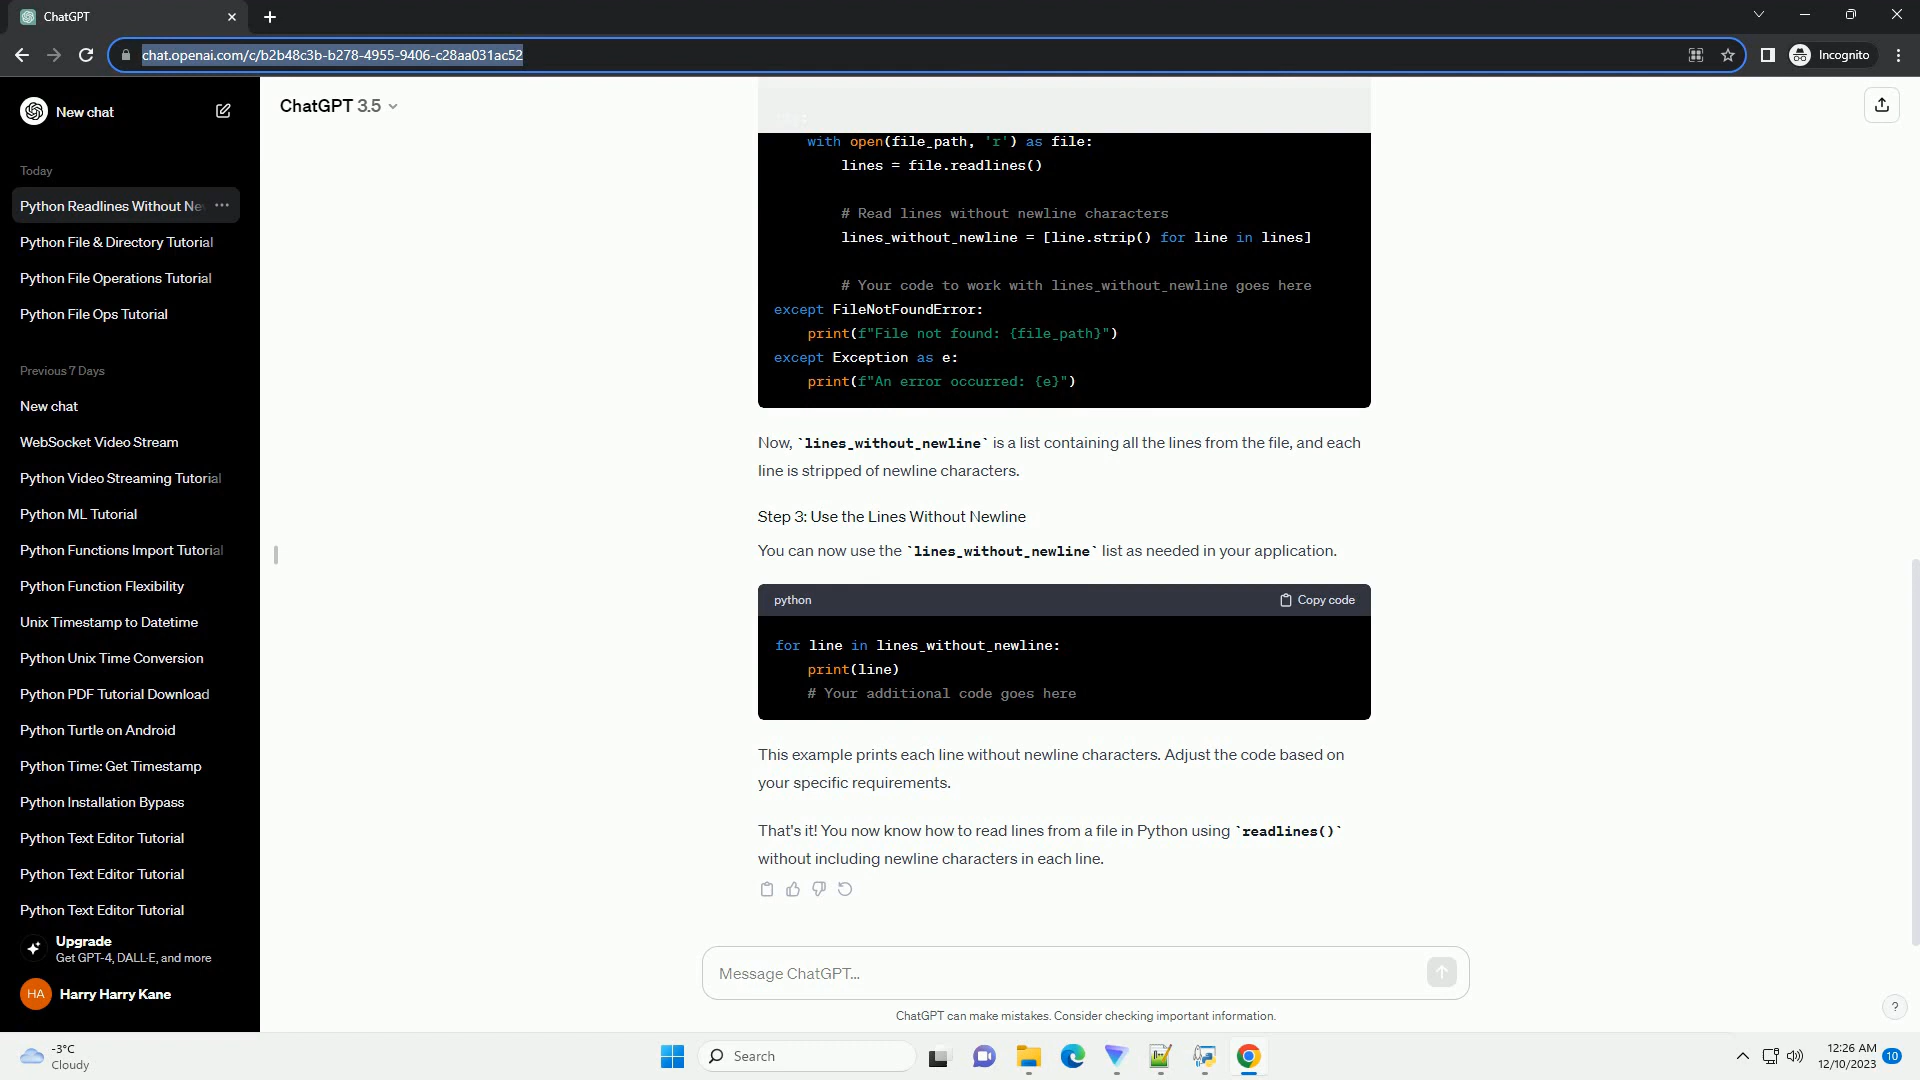 ChatGPT
chat.openai.com/c/b2b48c3b-b278-4955-9406-c28aa031ac52
Incognito
New chat
ChatGPT 3.5
Today
Python Readlines Without Ne
Python File & Directory Tutorial
Python File Operations Tutorial
Python File Ops Tutorial
Previous 7 Days
New chat
WebSocket Video Stream
Python Video Streaming Tutorial
Python ML Tutorial
Python Functions Import Tutorial
Python Function Flexibility
Unix Timestamp to Datetime
Python Unix Time Conversion
Python PDF Tutorial Download
Python Turtle on Android
Python Time: Get Timestamp
Python Installation Bypass
Python Text Editor Tutorial
Python Text Editor Tutorial
Python Text Editor Tutorial
Upgrade
Get GPT-4, DALL·E, and more
HA
Harry Harry Kane
with open(file_path, 'r') as file:
lines = file.readlines()
# Read lines without newline characters
lines_without_newline = [line.strip() for line in lines]
# Your code to work with lines_without_newline goes here
except FileNotFoundError:
print(f"File not found: {file_path}")
except Exception as e:
print(f"An error occurred: {e}")
Now, `lines_without_newline` is a list containing all the lines from the file, and each
line is stripped of newline characters.
Step 3: Use the Lines Without Newline
You can now use the `lines_without_newline` list as needed in your application.
python
Copy code
for line in lines_without_newline:
print(line)
# Your additional code goes here
This example prints each line without newline characters. Adjust the code based on
your specific requirements.
That's it! You now know how to read lines from a file in Python using `readlines()`
without including newline characters in each line.
Message ChatGPT...
ChatGPT can make mistakes. Consider checking important information.
?
-3°C
Cloudy
Search
12:26 AM
12/10/2023
10